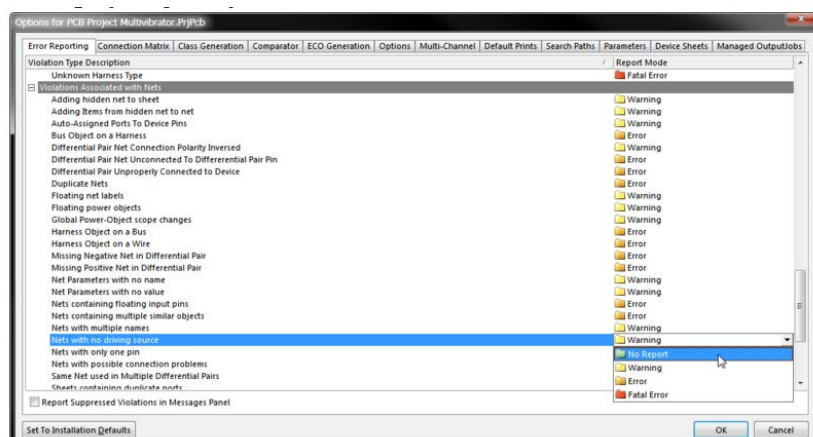 Options for PCB Project Multivibrator.PrjPcb
Error Reporting Connection Matrix Class Generation Comparator ECO Generation Options Multi-Channel Default Prints Search Paths Parameters Device Sheets Managed OutputJobs
Violation Type Description / Report Mode
Unknown Harness Type Fatal Error
Violations Associated with Nets
Adding hidden net to sheet Warning
Adding Items from hidden net to net Warning
Auto-Assigned Ports To Device Pins Warning
Bus Object on a Harness Error
Differential Pair Net Connection Polarity Inversed Warning
Differential Pair Net Unconnected To Differerential Pair Pin Error
Differential Pair Unproperly Connected to Device Error
Duplicate Nets Error
Floating net labels Warning
Floating power objects Warning
Global Power-Object scope changes Warning
Harness Object on a Bus Error
Harness Object on a Wire Error
Missing Negative Net in Differential Pair Error
Missing Positive Net in Differential Pair Error
Net Parameters with no name Warning
Net Parameters with no value Warning
Nets containing floating input pins Error
Nets containing multiple similar objects Error
Nets with multiple names Warning
Nets with no driving source Warning
Nets with only one pin No Report
Nets with possible connection problems Warning
Same Net used in Multiple Differential Pairs Error
Sheets containing duplicate ports Fatal Error
Report Suppressed Violations in Messages Panel
Set To Installation Defaults OK Cancel